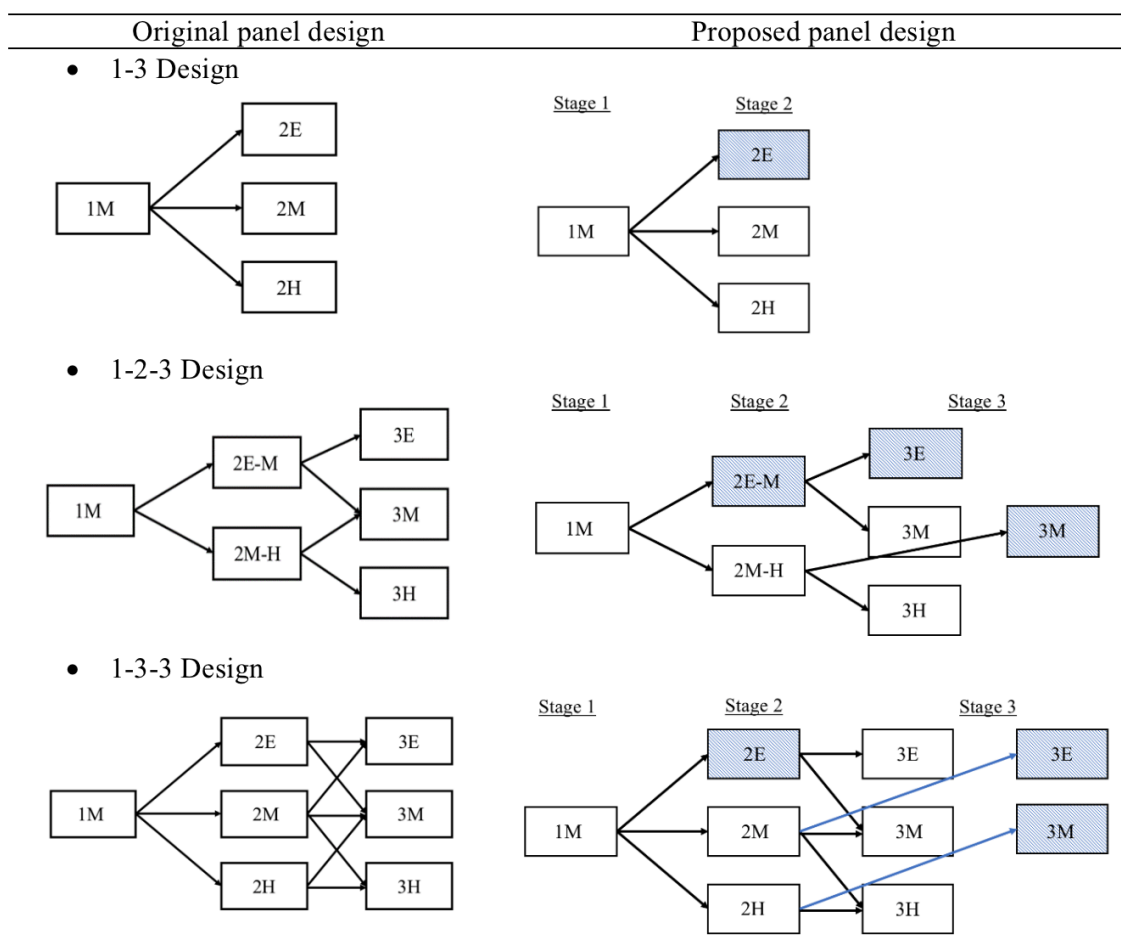 Original panel design
Proposed panel design
• 1-3 Design
1M
2E
2M
2H
Stage 1
Stage 2
1M
2E
2M
2H
• 1-2-3 Design
1M
2E-M
2M-H
3E
3M
3H
Stage 1
Stage 2
Stage 3
1M
2E-M
2M-H
3E
3M
3H
3M
• 1-3-3 Design
1M
2E
2M
2H
3E
3M
3H
Stage 1
Stage 2
Stage 3
1M
2E
2M
2H
3E
3M
3H
3E
3M